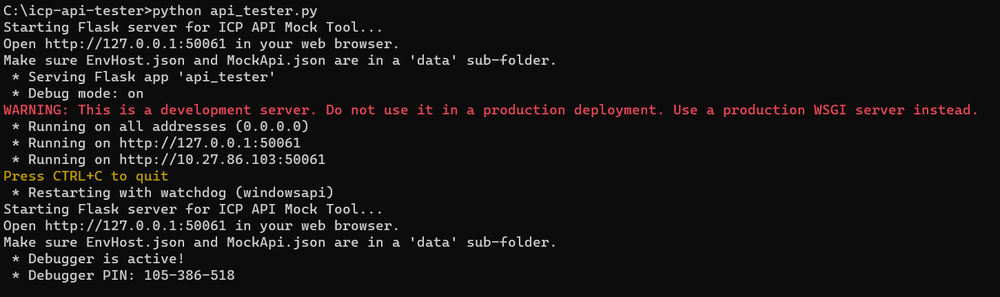 C:\icp-api-tester>python api_tester.py
Starting Flask server for ICP API Mock Tool...
Open http://127.0.0.1:50061 in your web browser.
Make sure EnvHost.json and MockApi.json are in a 'data' sub-folder.
 * Serving Flask app 'api_tester'
 * Debug mode: on
WARNING: This is a development server. Do not use it in a production deployment. Use a production WSGI server instead.
 * Running on all addresses (0.0.0.0)
 * Running on http://127.0.0.1:50061
 * Running on http://10.27.86.103:50061
Press CTRL+C to quit
 * Restarting with watchdog (windowsapi)
Starting Flask server for ICP API Mock Tool...
Open http://127.0.0.1:50061 in your web browser.
Make sure EnvHost.json and MockApi.json are in a 'data' sub-folder.
 * Debugger is active!
 * Debugger PIN: 105-386-518